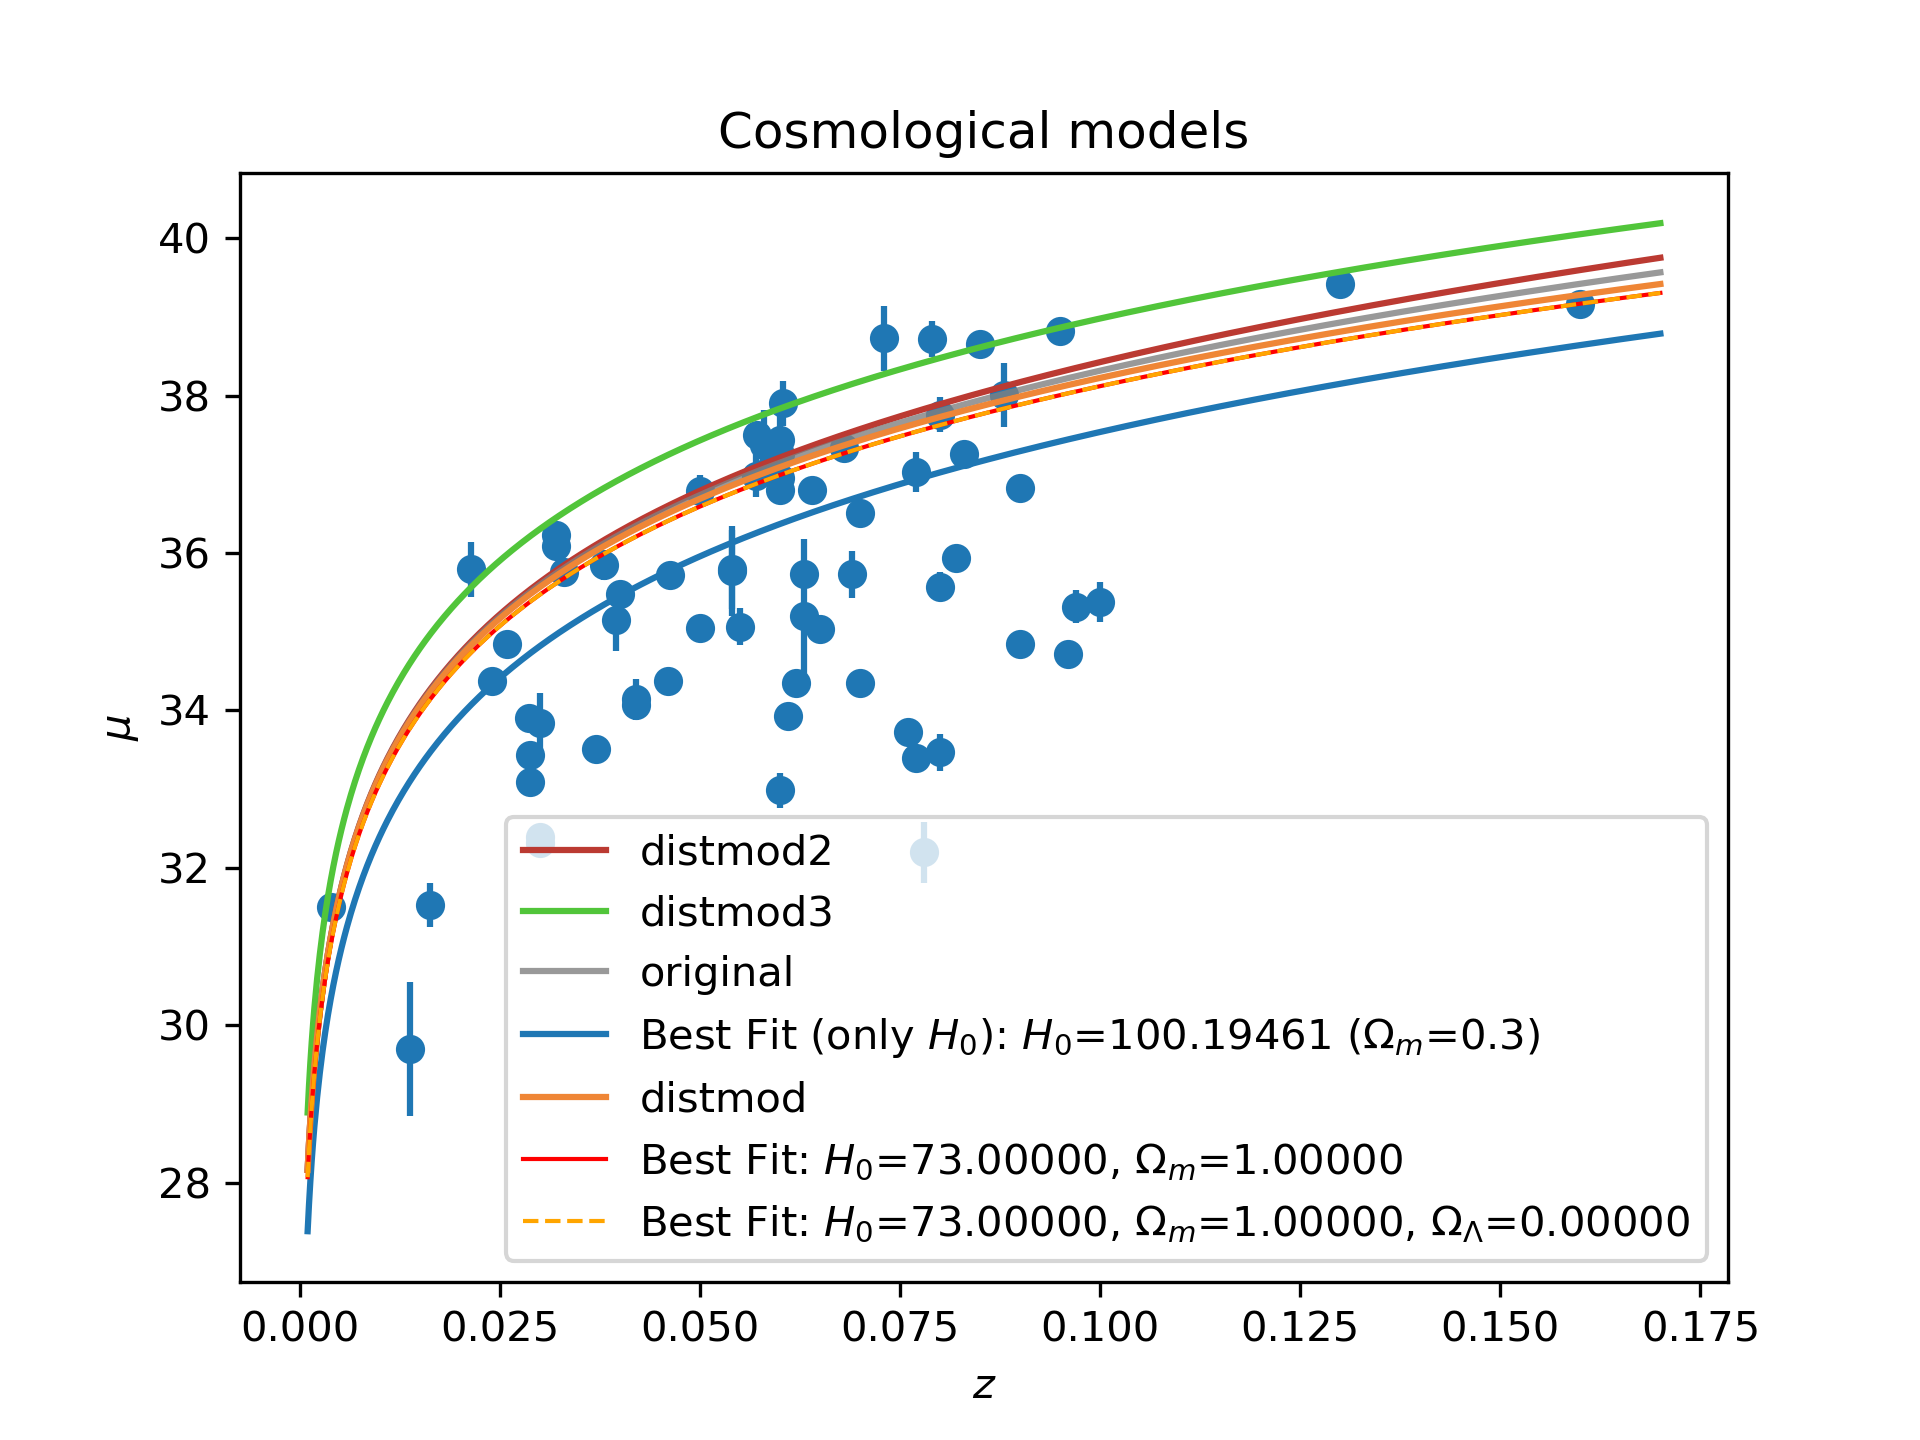 Cosmological models
40
38
36
34
32
30
28
μ
distmod2
distmod3
original
Best Fit (only H₀): H₀=100.19461 (Ωₘ=0.3)
distmod
Best Fit: H₀=73.00000, Ωₘ=1.00000
Best Fit: H₀=73.00000, Ωₘ=1.00000, Ω_Λ=0.00000
0.000 0.025 0.050 0.075 0.100 0.125 0.150 0.175
z